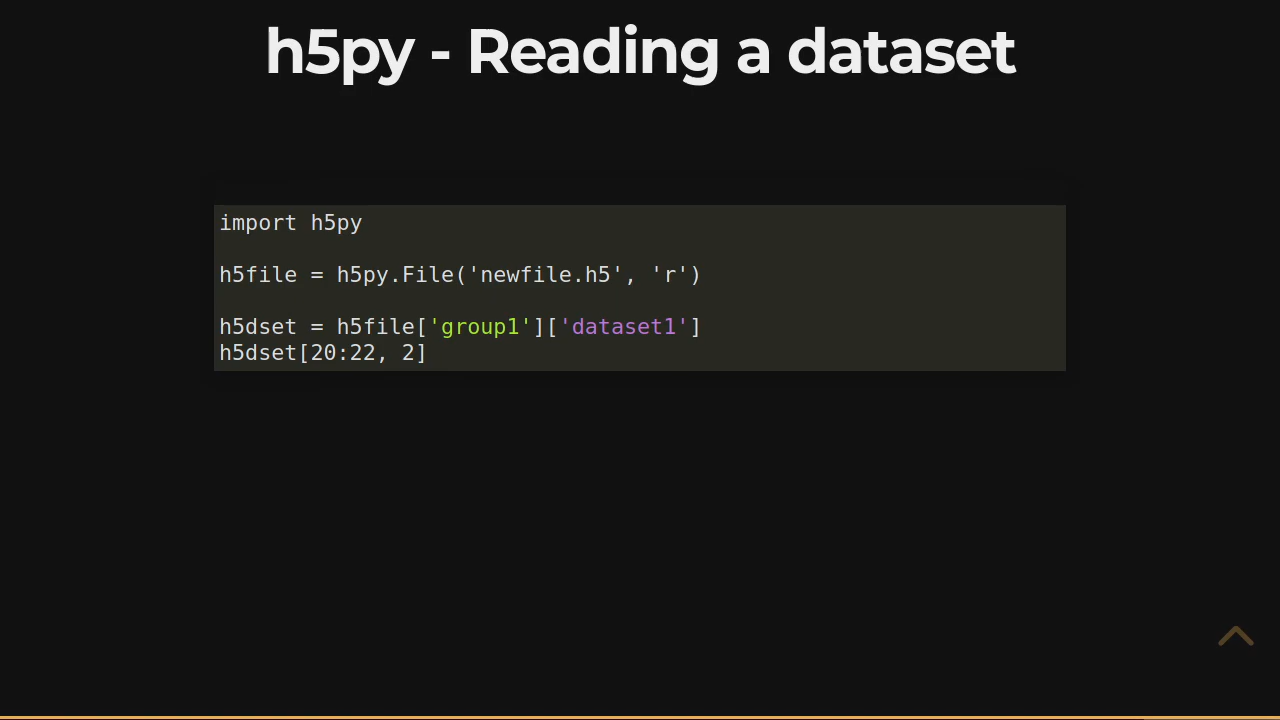 h5py - Reading a dataset
import h5py
h5file = h5py.File('newfile.h5', 'r')
h5dset = h5file['group1']['dataset1']
h5dset[20:22, 2]